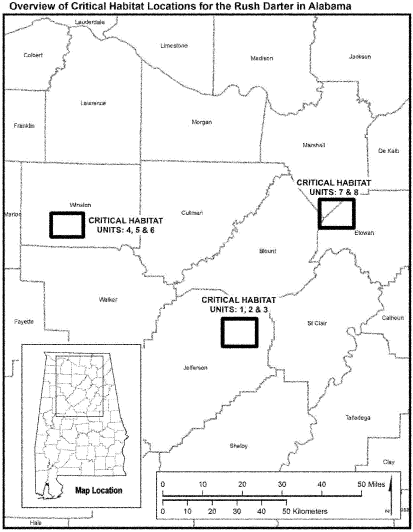 Overview of Critical Habitat Locations for the Rush Darter in Alabama
Lauderdale
Limestone
Madison
Jackson
Colbert
Lawrence
Franklin
Morgan
Marshall
De Kalb
CRITICAL HABITAT
UNITS: 7 & 8
Winston
Marion
CRITICAL HABITAT
UNITS: 4, 5 & 6
Cullman
Etowah
Blount
Walker
CRITICAL HABITAT
UNITS: 1, 2 & 3
Fayette
St Clair
Calhoun
Jefferson
Talladega
Shelby
Clay
Map Location
Hale
0 10 20 30 40 50 Miles
0 10 20 30 40 50 Kilometers
N